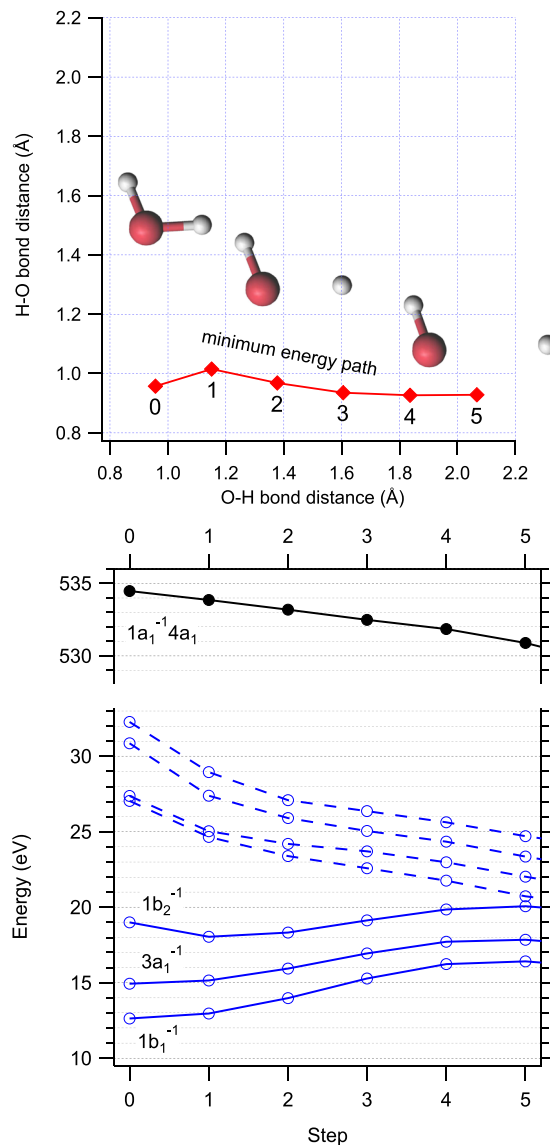 2.2
2.0
1.8
1.6
1.4
1.2
1.0
0.8
H-O bond distance (Å)
minimum energy path
0 1 2 3 4 5
0.8 1.0 1.2 1.4 1.6 1.8 2.0 2.2
O-H bond distance (Å)
0 1 2 3 4 5
535
530
1a₁⁻¹4a₁
30
25
20
15
10
Energy (eV)
1b₂⁻¹
3a₁⁻¹
1b₁⁻¹
0 1 2 3 4 5
Step